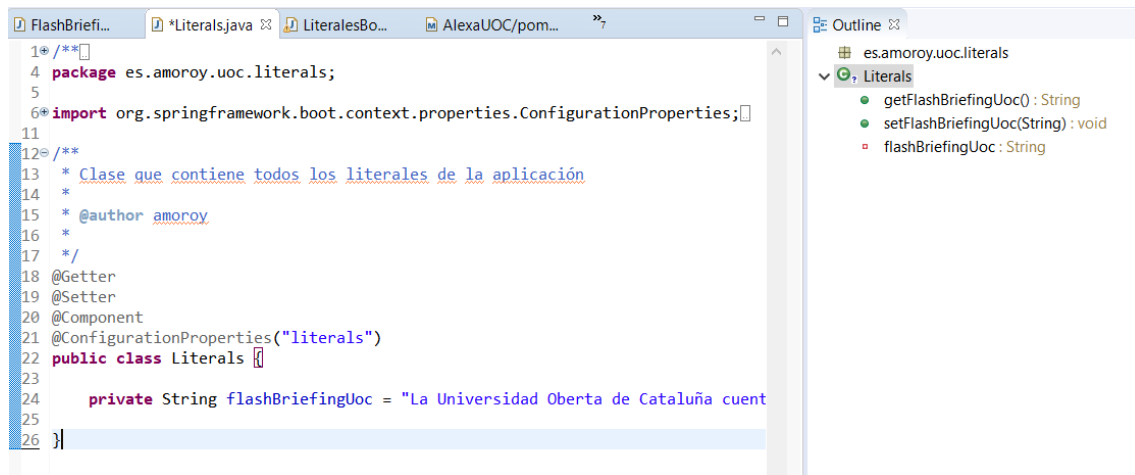 FlashBriefi... *Literals.java LiteralesBo... AlexaUOC/pom... »7
1 /**
4 package es.amoroy.uoc.literals;
5
6 import org.springframework.boot.context.properties.ConfigurationProperties;
11
12 /**
13 * Clase que contiene todos los literales de la aplicación
14 *
15 * @author amoroy
16 *
17 */
18 @Getter
19 @Setter
20 @Component
21 @ConfigurationProperties("literals")
22 public class Literals {
23
24 private String flashBriefingUoc = "La Universidad Oberta de Cataluña cuent
25
26 }
Outline
es.amoroy.uoc.literals
Literals
getFlashBriefingUoc() : String
setFlashBriefingUoc(String) : void
flashBriefingUoc : String